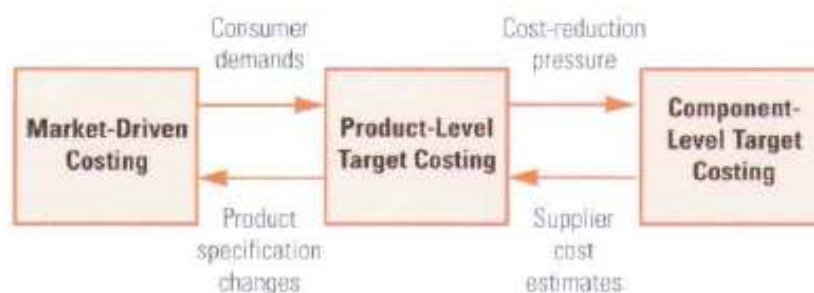 Consumer
demands
Cost-reduction
pressure
Market-Driven
Costing
Product-Level
Target Costing
Component-
Level Target
Costing
Product
specification
changes
Supplier
cost
estimates